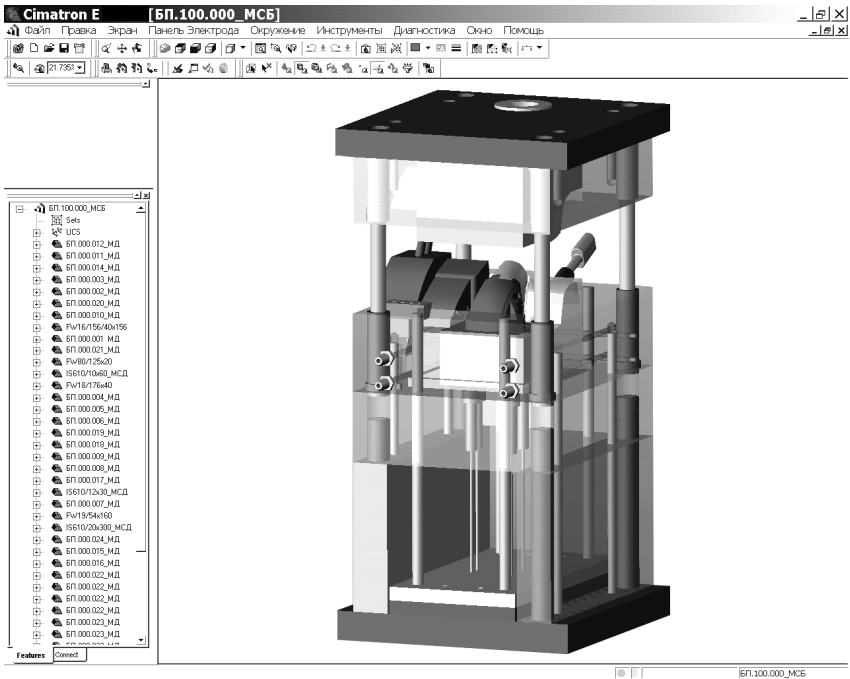 Cimatron E [БП.100.000_МСБ]
Файл Правка Экран Панель Электрода Окружение Инструменты Диагностика Окно Помощь
БП.100.000_МСБ
Sets
UCS
БП.000.012_МД
БП.000.011_МД
БП.000.014_МД
БП.000.003_МД
БП.000.002_МД
БП.000.020_МД
БП.000.010_МД
FW16/156/40x156
БП.000.001 МД
БП.000.021_МД
FW80/125x20
IS610/10x60_МСД
FW18/176x40
БП.000.004_МД
БП.000.005_МД
БП.000.006_МД
БП.000.019_МД
БП.000.018_МД
БП.000.009_МД
БП.000.008_МД
БП.000.017_МД
IS610/12x30_МСД
БП.000.007_МД
FW19/54x160
IS610/20x300_МСД
БП.000.024_МД
БП.000.015_МД
БП.000.016_МД
БП.000.022_МД
БП.000.022_МД
БП.000.022_МД
БП.000.022_МД
БП.000.023_МД
БП.000.023_МД
Features Connect
БП.100.000_МСБ